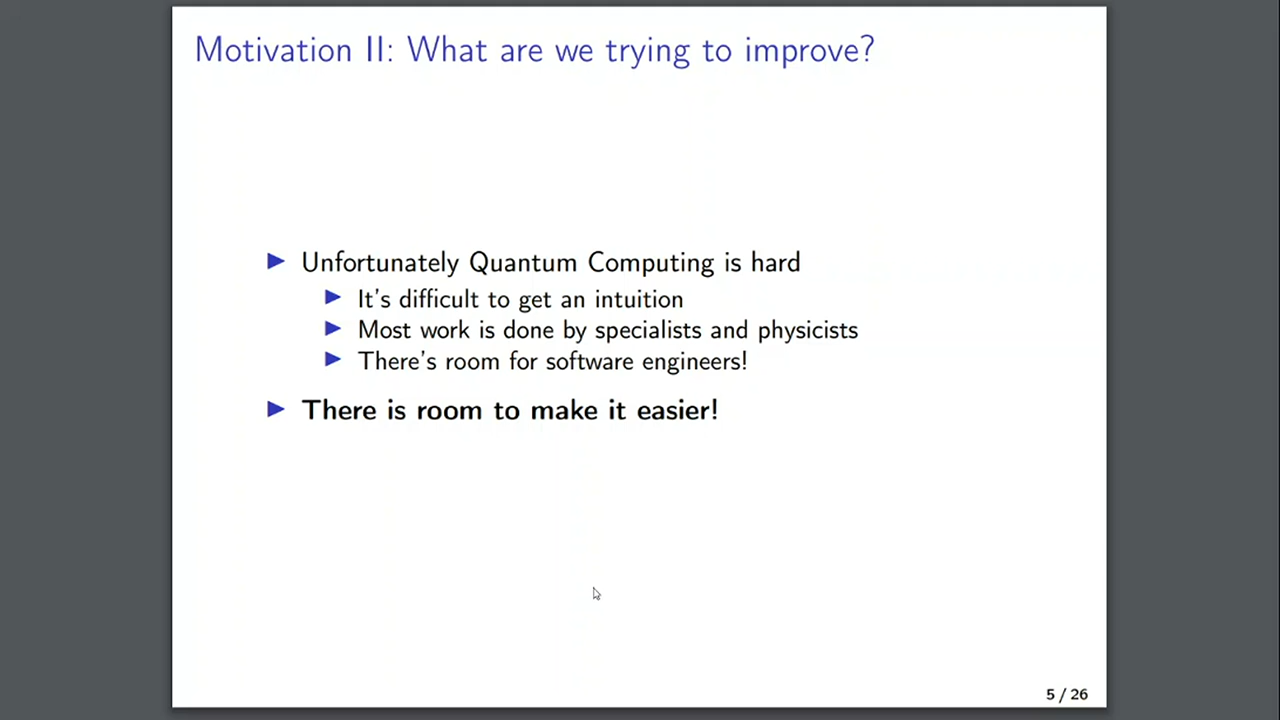 Motivation II: What are we trying to improve?
▶ Unfortunately Quantum Computing is hard
▶ It's difficult to get an intuition
▶ Most work is done by specialists and physicists
▶ There's room for software engineers!
▶ There is room to make it easier!
5 / 26